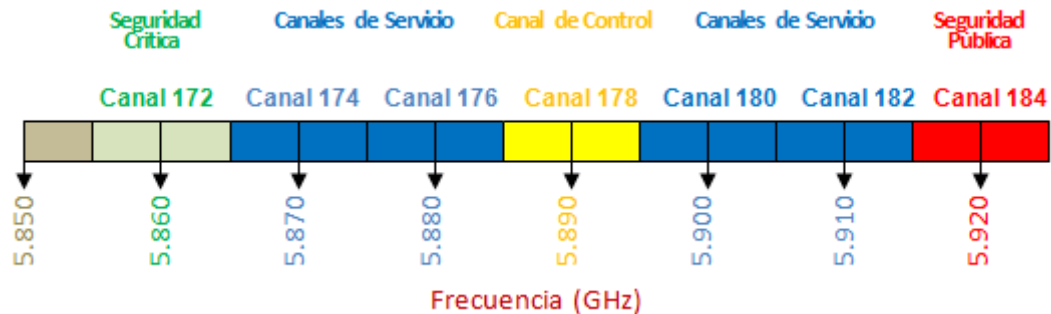 Seguridad Crítica
Canales de Servicio
Canal de Control
Canales de Servicio
Seguridad Pública
Canal 172
Canal 174
Canal 176
Canal 178
Canal 180
Canal 182
Canal 184
5.850
5.860
5.870
5.880
5.890
5.900
5.910
5.920
Frecuencia (GHz)